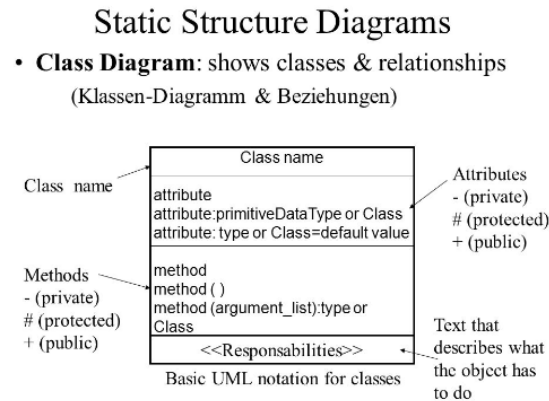 Static Structure Diagrams
• Class Diagram: shows classes & relationships
(Klassen-Diagramm & Beziehungen)
Class name
Class name
attribute
attribute:primitiveDataType or Class
attribute: type or Class=default value
Attributes
- (private)
# (protected)
+ (public)
Methods
- (private)
# (protected)
+ (public)
method
method ( )
method (argument_list):type or
Class
<<Responsabilities>>
Text that
describes what
the object has
to do
Basic UML notation for classes